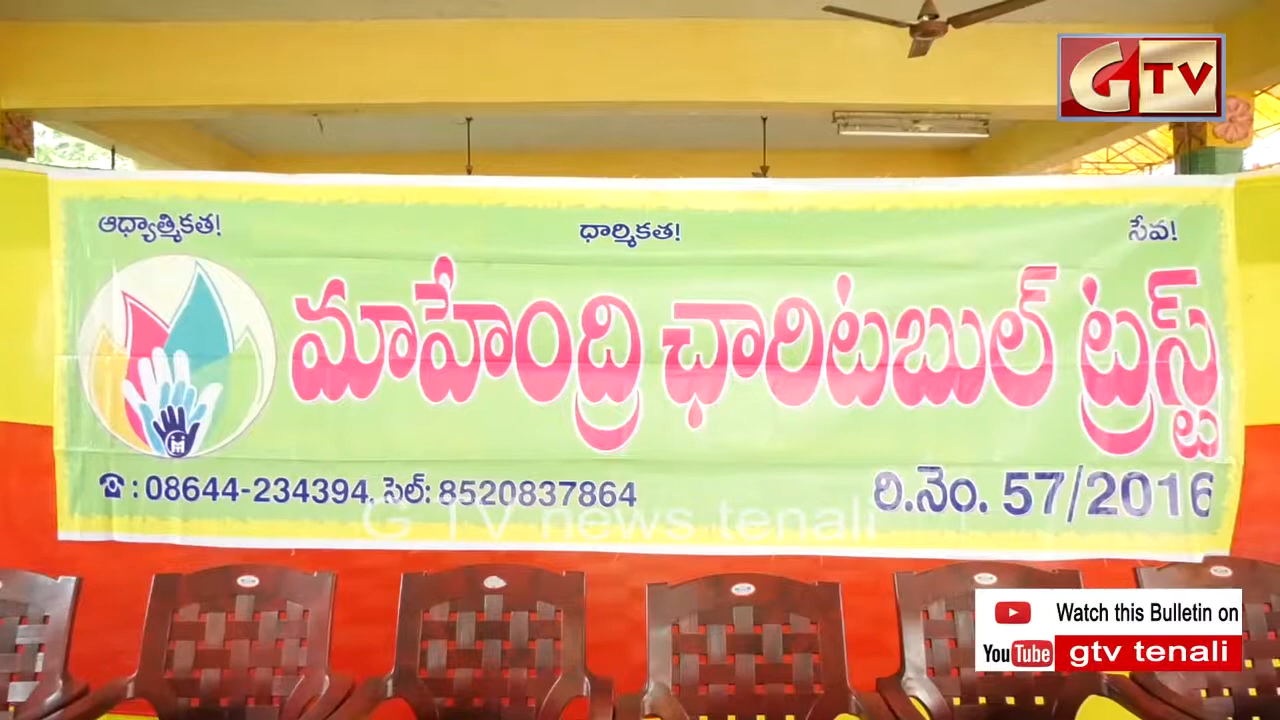 GTV
ఆధ్యాత్మికత! ధార్మికత! సేవ!
మాహేంద్రి ఛారిటబుల్ ట్రస్ట్
☎ : 08644-234394, సెల్: 8520837864 రి.నెం. 57/2016
G TV news tenali
Watch this Bulletin on
YouTube gtv tenali